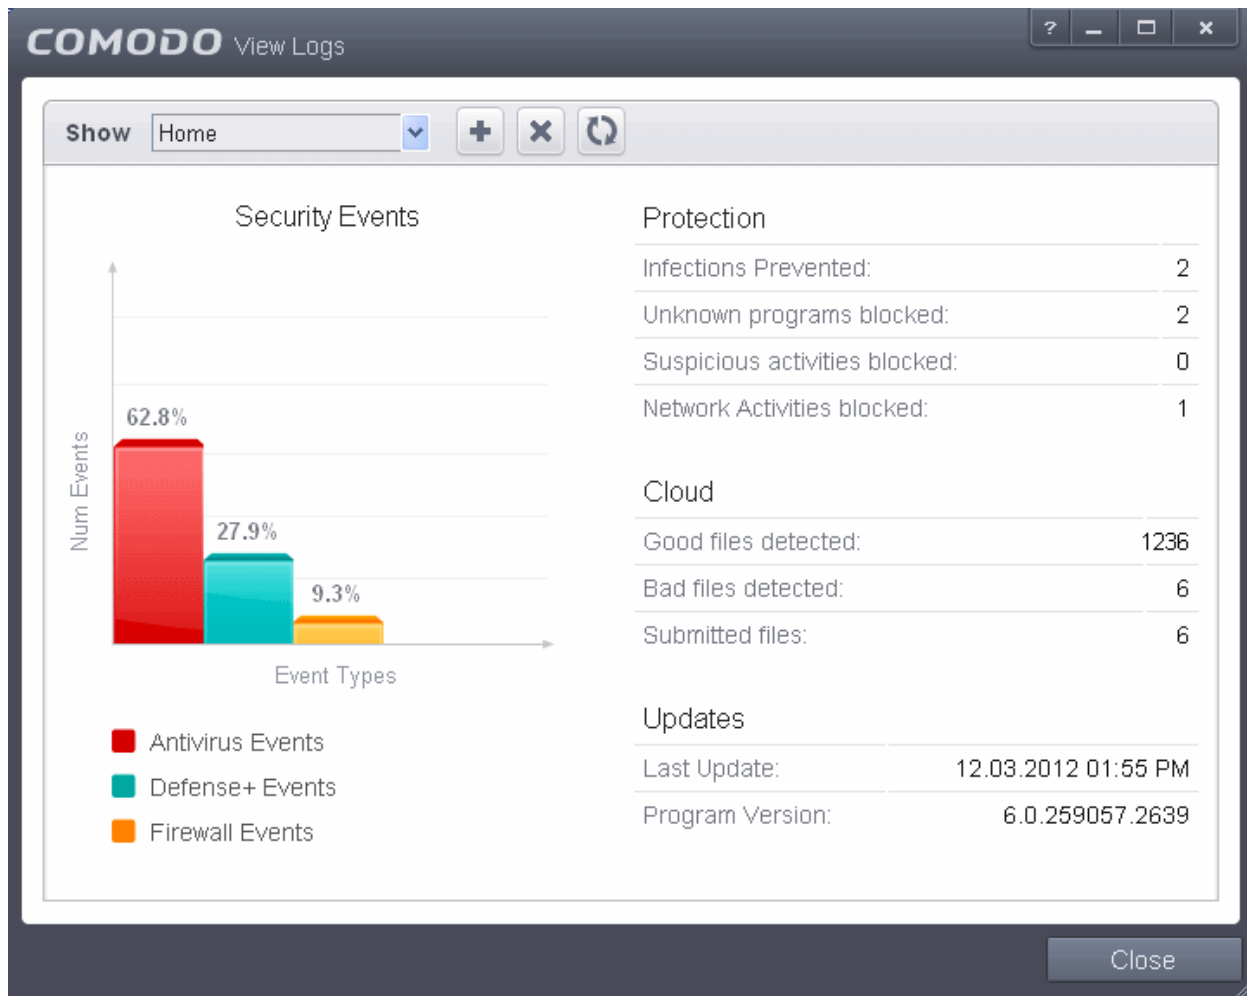 COMODO View Logs
?
Show Home
Security Events
62.8%
27.9%
9.3%
Num Events
Event Types
Antivirus Events
Defense+ Events
Firewall Events
Protection
Infections Prevented: 2
Unknown programs blocked: 2
Suspicious activities blocked: 0
Network Activities blocked: 1
Cloud
Good files detected: 1236
Bad files detected: 6
Submitted files: 6
Updates
Last Update: 12.03.2012 01:55 PM
Program Version: 6.0.259057.2639
Close